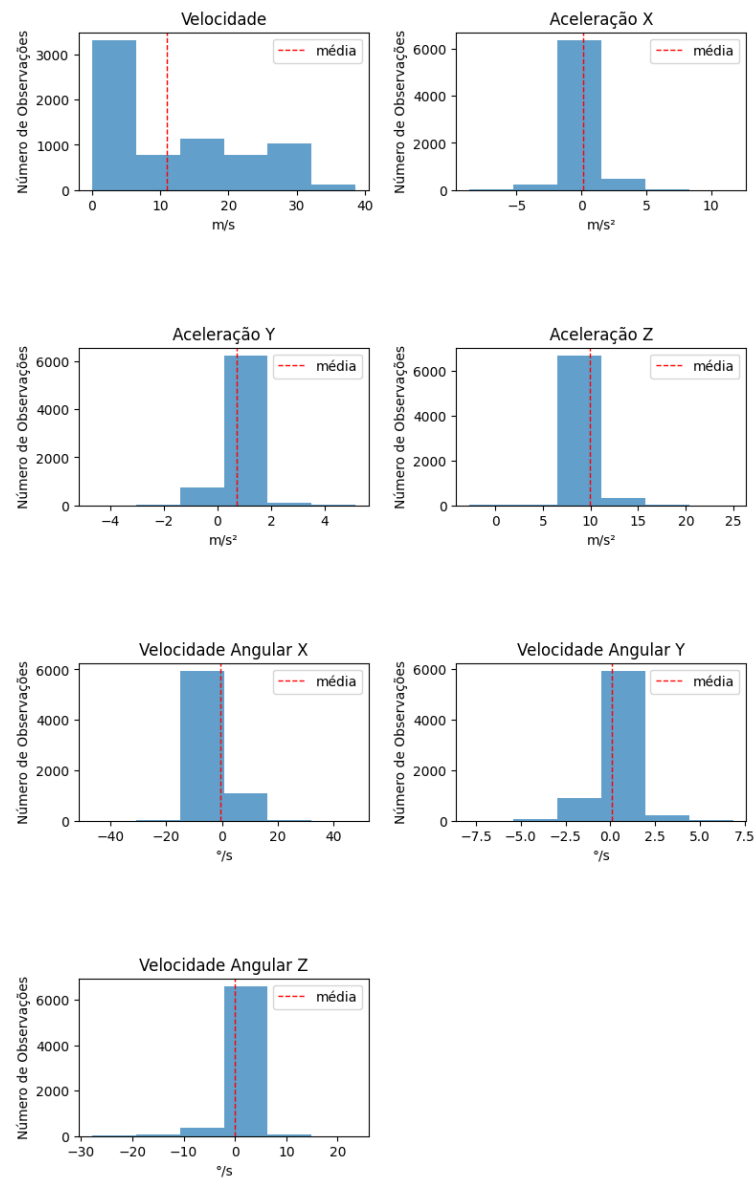 Velocidade
Número de Observações
3000
2000
1000
0
média
0 10 20 30 40
m/s
Aceleração X
Número de Observações
6000
4000
2000
0
média
−5 0 5 10
m/s²
Aceleração Y
Número de Observações
6000
4000
2000
0
média
−4 −2 0 2 4
m/s²
Aceleração Z
Número de Observações
6000
4000
2000
0
média
0 5 10 15 20 25
m/s²
Velocidade Angular X
Número de Observações
6000
4000
2000
0
média
−40 −20 0 20 40
°/s
Velocidade Angular Y
Número de Observações
6000
4000
2000
0
média
−7.5 −5.0 −2.5 0.0 2.5 5.0 7.5
°/s
Velocidade Angular Z
Número de Observações
6000
4000
2000
0
média
−30 −20 −10 0 10 20
°/s